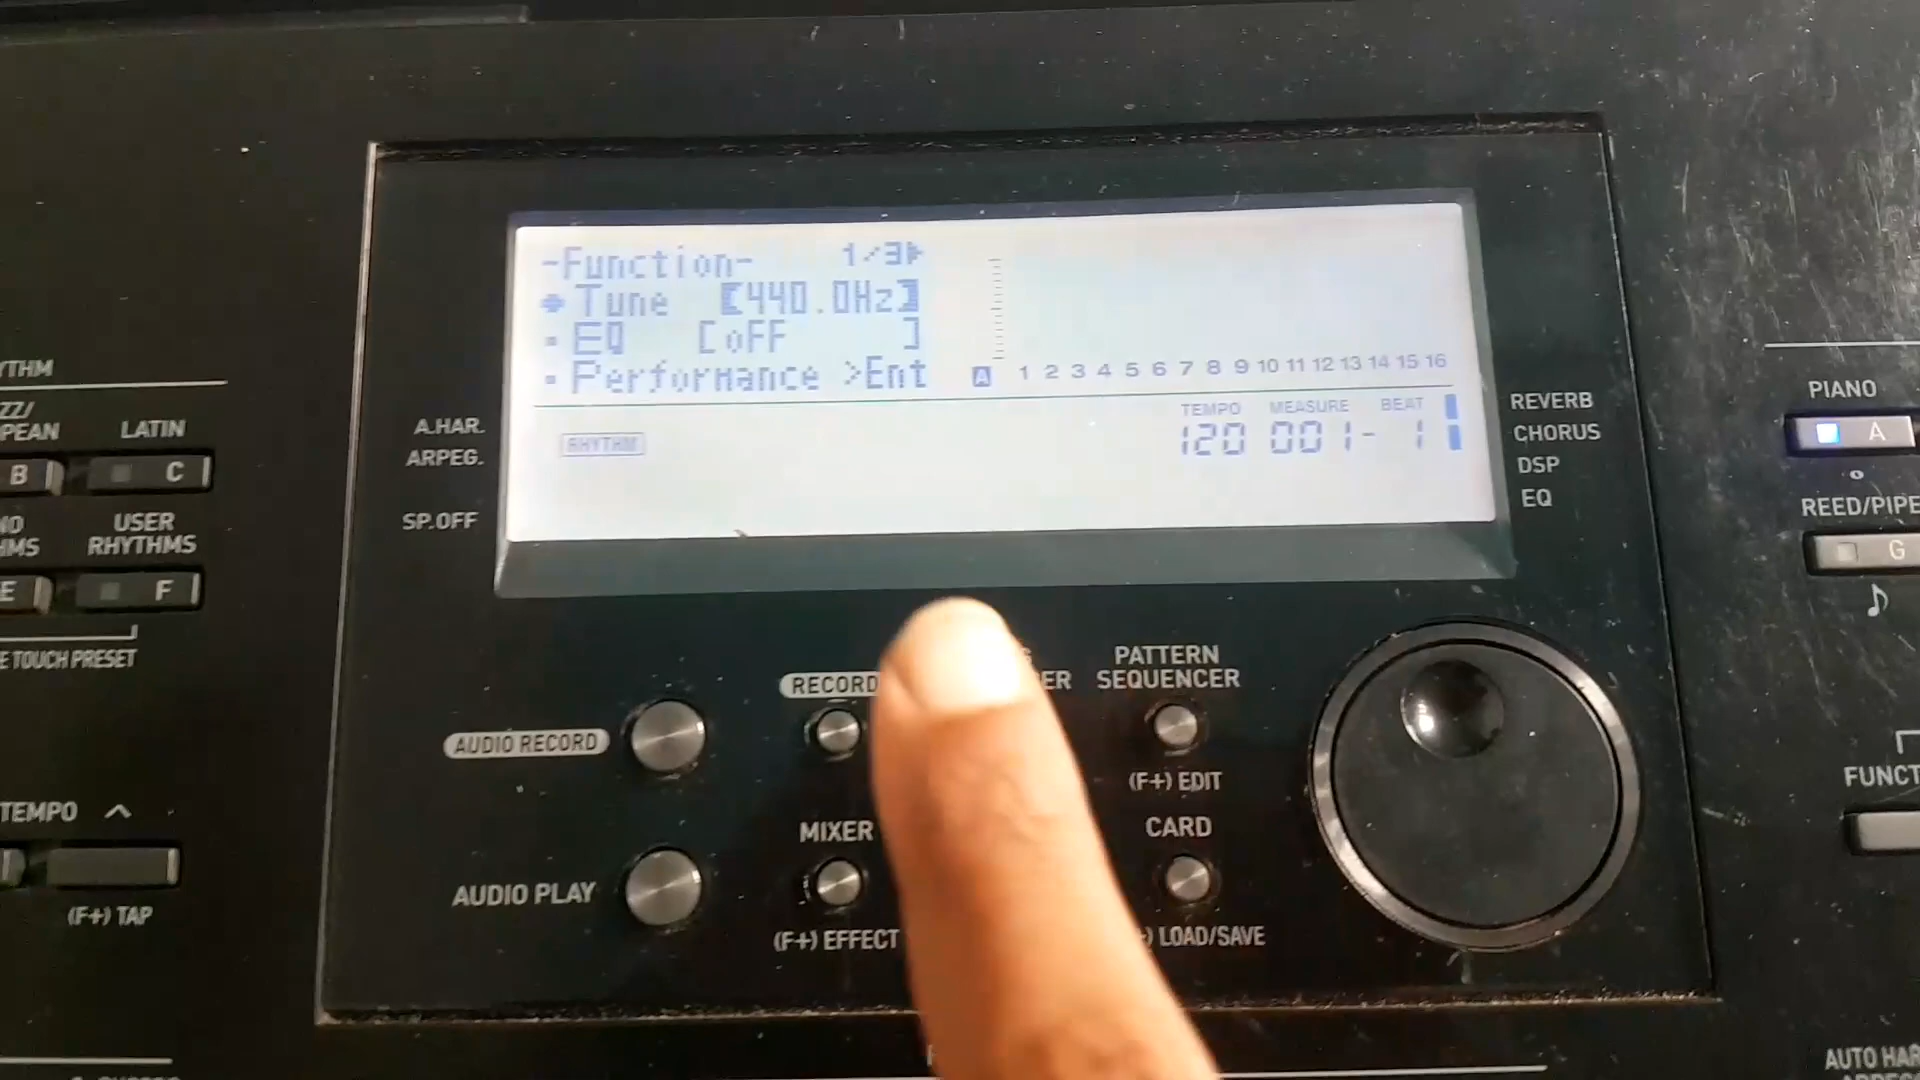 -Function- 1/3
Tune [440.0Hz]
EQ [oFF ]
Performance >Ent
A 1 2 3 4 5 6 7 8 9 10 11 12 13 14 15 16
TEMPO MEASURE BEAT
RHYTHM 120 001- 1
A.HAR.
ARPEG.
SP.OFF
REVERB
CHORUS
DSP
EQ
LATIN
B
C
USER
RHYTHMS
E
F
TOUCH PRESET
TEMPO
(F+) TAP
PIANO
A
REED/PIPE
G
RECORD
PATTERN
SEQUENCER
AUDIO RECORD
(F+) EDIT
MIXER
CARD
AUDIO PLAY
(F+) EFFECT
LOAD/SAVE